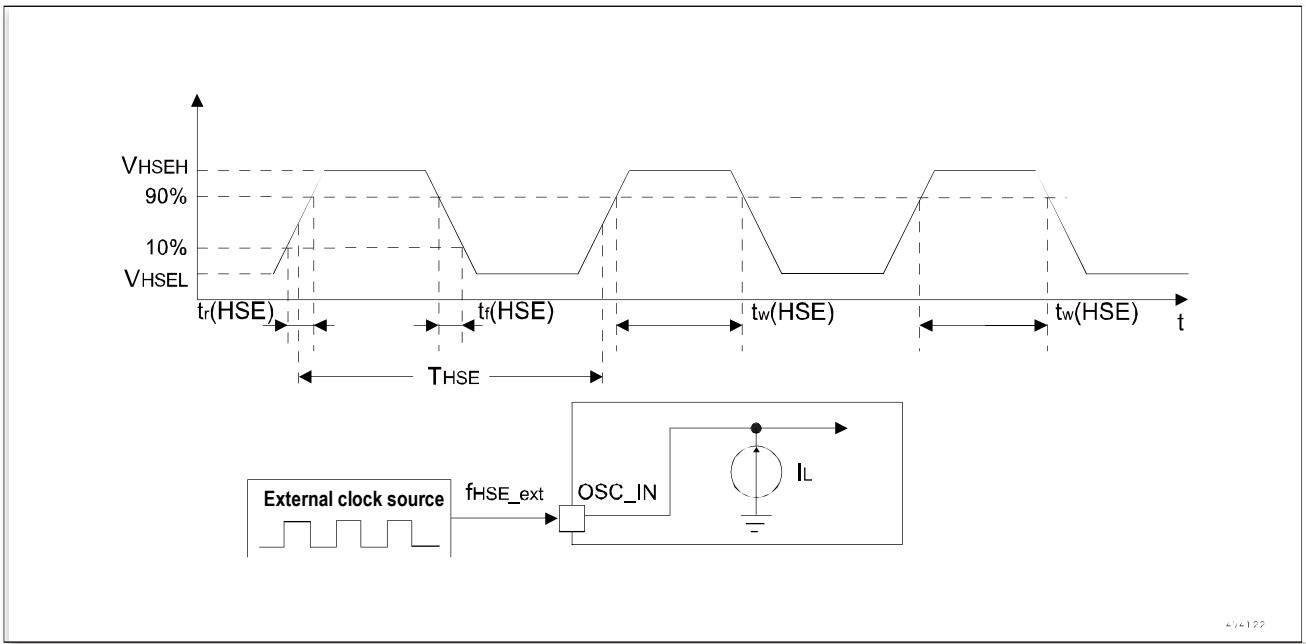 VHSEH
90%
10%
VHSEL
tr(HSE)
tf(HSE)
tw(HSE)
tw(HSE)
t
THSE
External clock source
fHSE_ext
OSC_IN
IL
474122